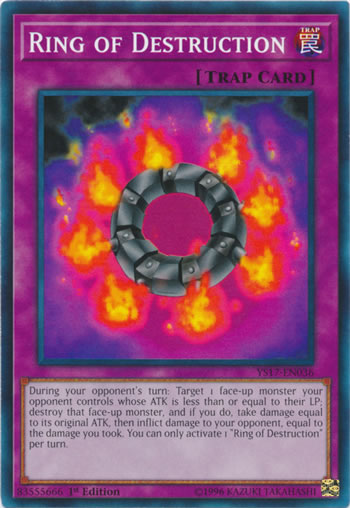 RING OF DESTRUCTION
TRAP
罠
[TRAP CARD]
YS17-EN036
During your opponent's turn: Target 1 face-up monster your
opponent controls whose ATK is less than or equal to their LP;
destroy that face-up monster, and if you do, take damage equal
to its original ATK, then inflict damage to your opponent, equal to
the damage you took. You can only activate 1 "Ring of Destruction"
per turn.
83555666 1st Edition ©1996 KAZUKI TAKAHASHI